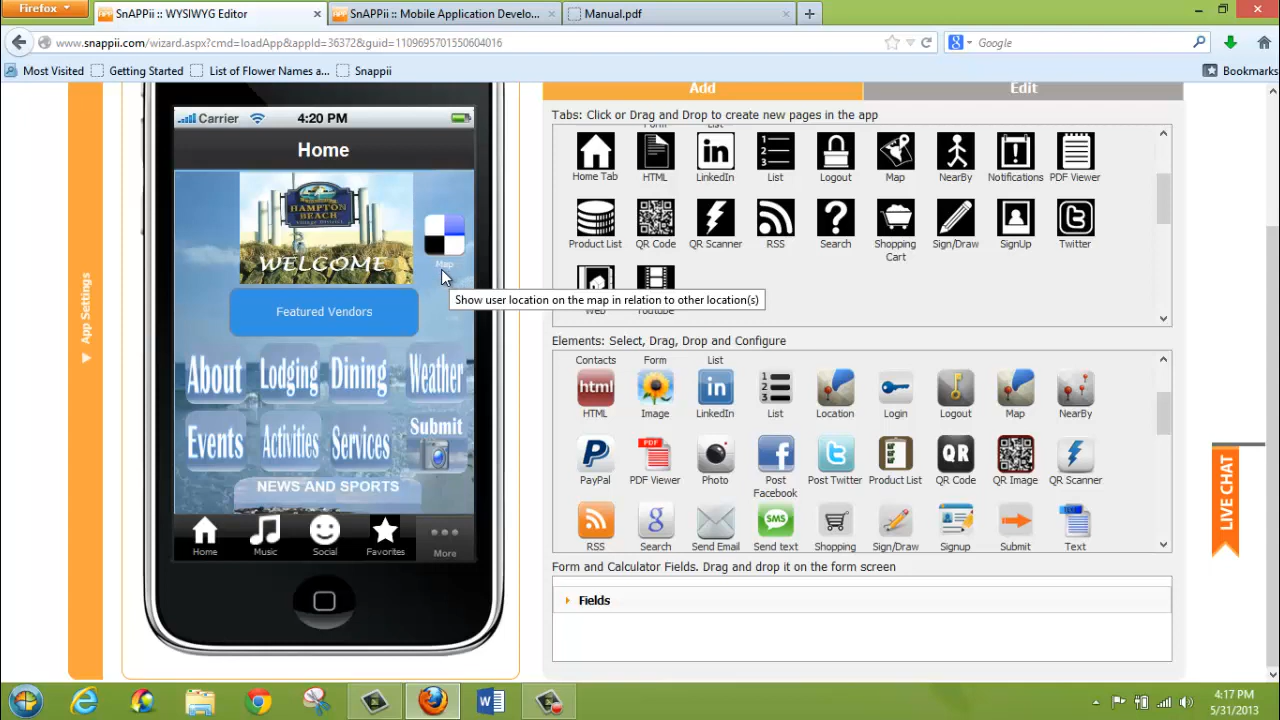 Firefox
SnAPPii :: WYSIWYG Editor
SnAPPii :: Mobile Application Develo...
Manual.pdf
www.snappii.com/wizard.aspx?cmd=loadApp&appId=36372&guid=1109695701550604016
Google
Most Visited
Getting Started
List of Flower Names a...
Snappii
Bookmarks
App Settings
Carrier
4:20 PM
Home
HAMPTON
BEACH
WELCOME
Map
Featured Vendors
About
Lodging
Dining
Weather
Events
Activities
Services
Submit
NEWS AND SPORTS
Home
Music
Social
Favorites
More
Show user location on the map in relation to other location(s)
Add
Edit
Tabs: Click or Drag and Drop to create new pages in the app
Form
List
Home Tab
HTML
LinkedIn
List
Logout
Map
NearBy
Notifications
PDF Viewer
Product List
QR Code
QR Scanner
RSS
Search
Shopping
Cart
Sign/Draw
SignUp
Twitter
Web
Youtube
Elements: Select, Drag, Drop and Configure
Contacts
Form
List
html
HTML
Image
LinkedIn
List
Location
Login
Logout
Map
NearBy
PDF
QR
PayPal
PDF Viewer
Photo
Post
Facebook
Post Twitter
Product List
QR Code
QR Image
QR Scanner
SMS
RSS
Search
Send Email
Send text
Shopping
Sign/Draw
Signup
Submit
Text
Form and Calculator Fields. Drag and drop it on the form screen
Fields
LIVE CHAT
4:17 PM
5/31/2013